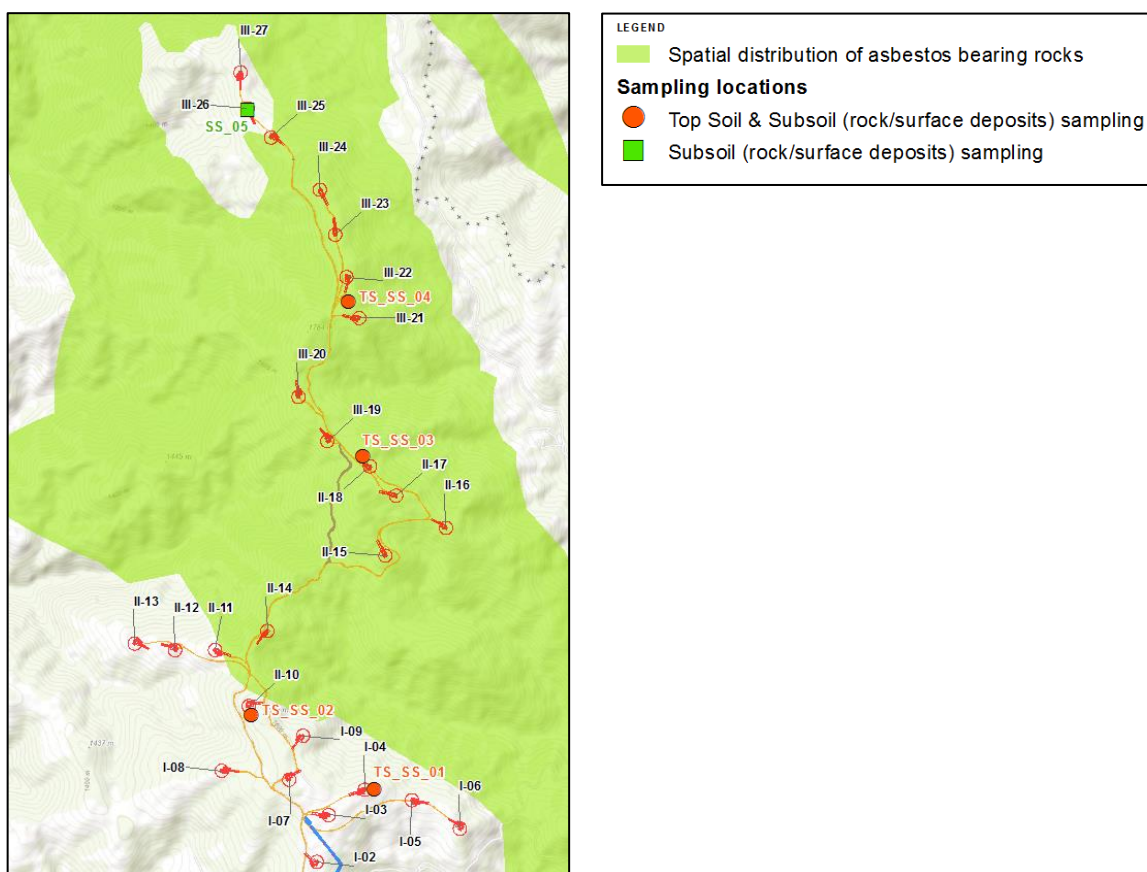 III-27
III-26
SS_05
III-25
III-24
III-23
III-22
TS_SS_04
III-21
III-20
III-19
TS_SS_03
II-17
II-18
II-16
II-15
II-14
II-13
II-12
II-11
II-10
TS_SS_02
I-09
I-04
I-08
TS_SS_01
I-06
I-07
I-03
I-05
I-02
LEGEND
Spatial distribution of asbestos bearing rocks
Sampling locations
Top Soil & Subsoil (rock/surface deposits) sampling
Subsoil (rock/surface deposits) sampling